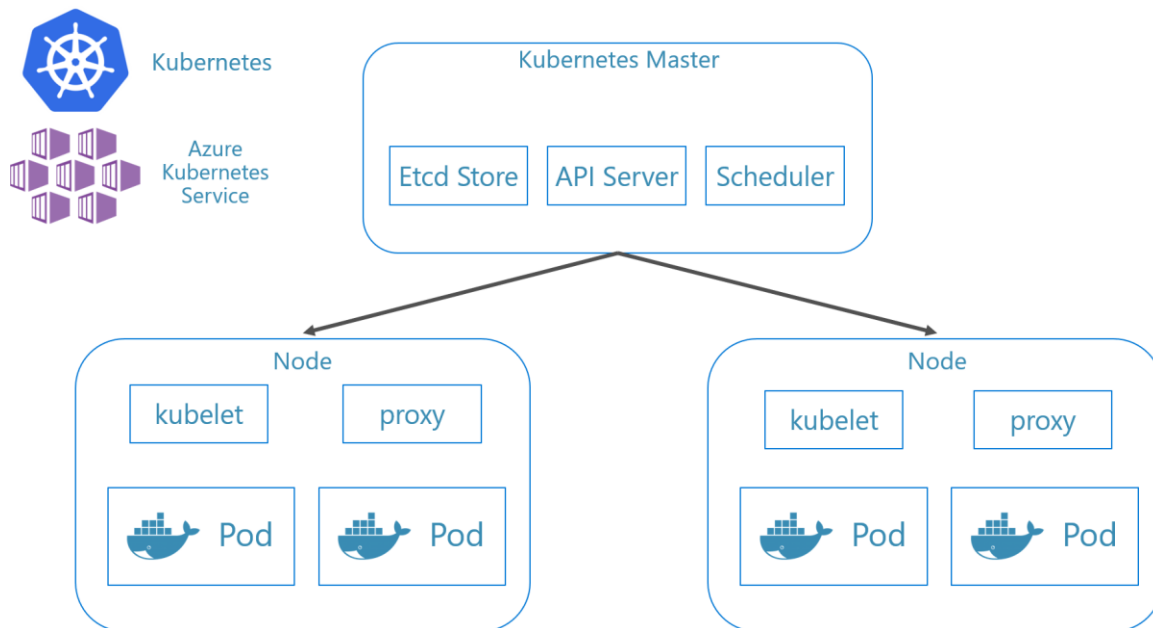 Kubernetes
Azure
Kubernetes
Service
Kubernetes Master
Etcd Store
API Server
Scheduler
Node
kubelet
proxy
Pod
Pod
Node
kubelet
proxy
Pod
Pod